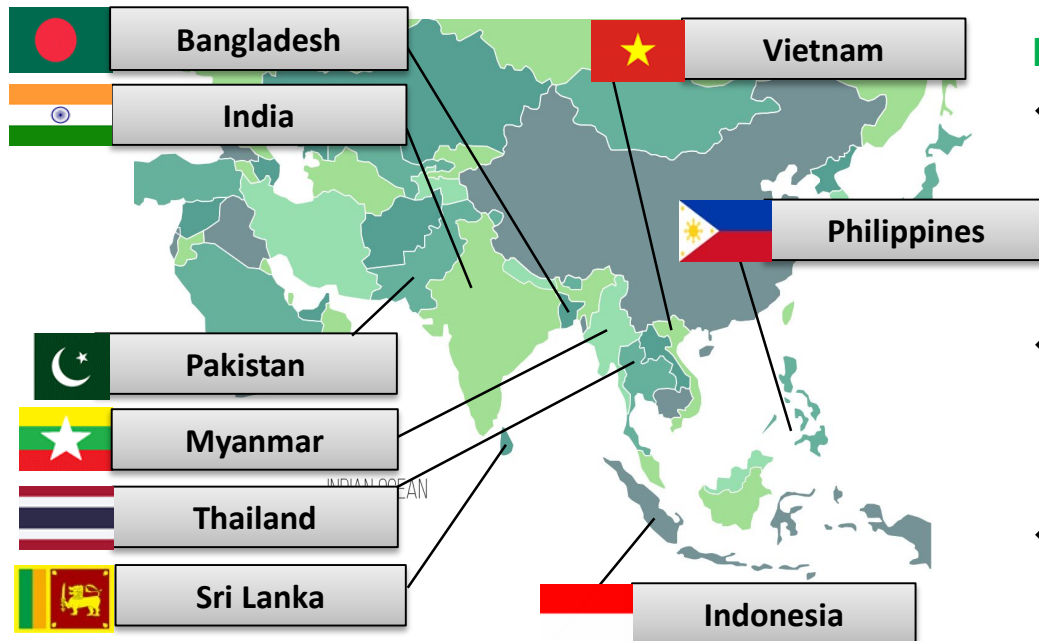 Bangladesh
Vietnam
India
Philippines
Pakistan
Myanmar
INDIAN OCEAN
Thailand
Sri Lanka
Indonesia